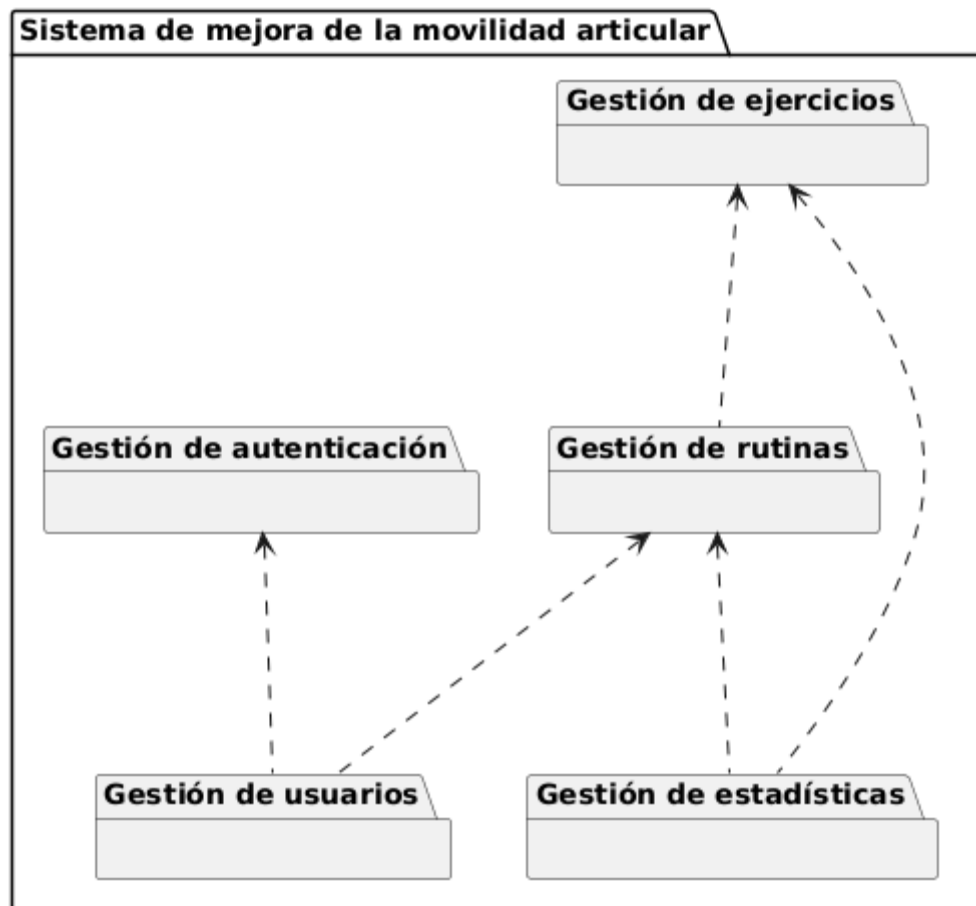 Sistema de mejora de la movilidad articular
Gestión de ejercicios
Gestión de autenticación
Gestión de rutinas
Gestión de usuarios
Gestión de estadísticas